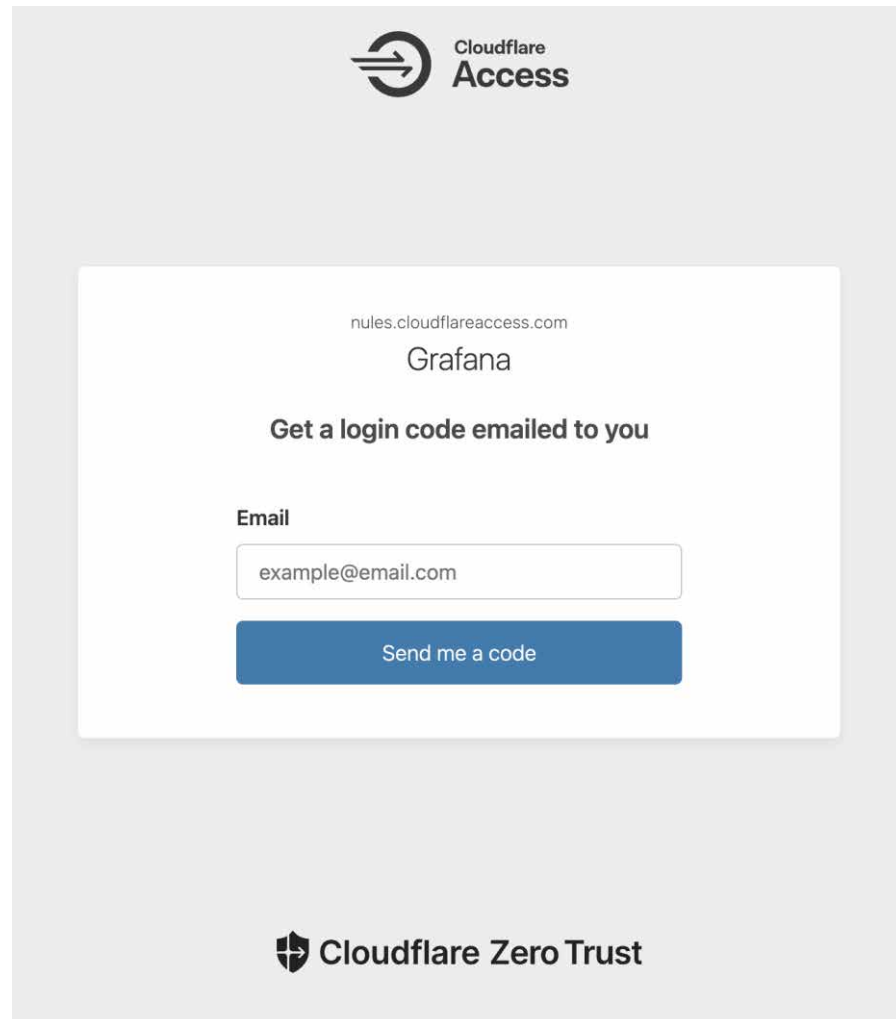 Cloudflare
Access
nules.cloudflareaccess.com
Grafana
Get a login code emailed to you
Email
example@email.com
Send me a code
Cloudflare Zero Trust